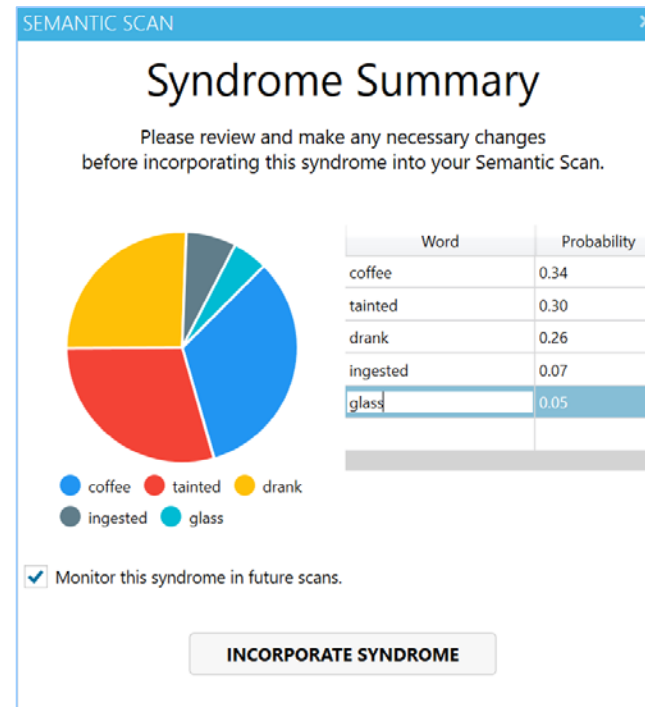 SEMANTIC SCAN
Syndrome Summary
Please review and make any necessary changes
before incorporating this syndrome into your Semantic Scan.
Word Probability
coffee 0.34
tainted 0.30
drank 0.26
ingested 0.07
glass 0.05
coffee tainted drank
ingested glass
Monitor this syndrome in future scans.
INCORPORATE SYNDROME